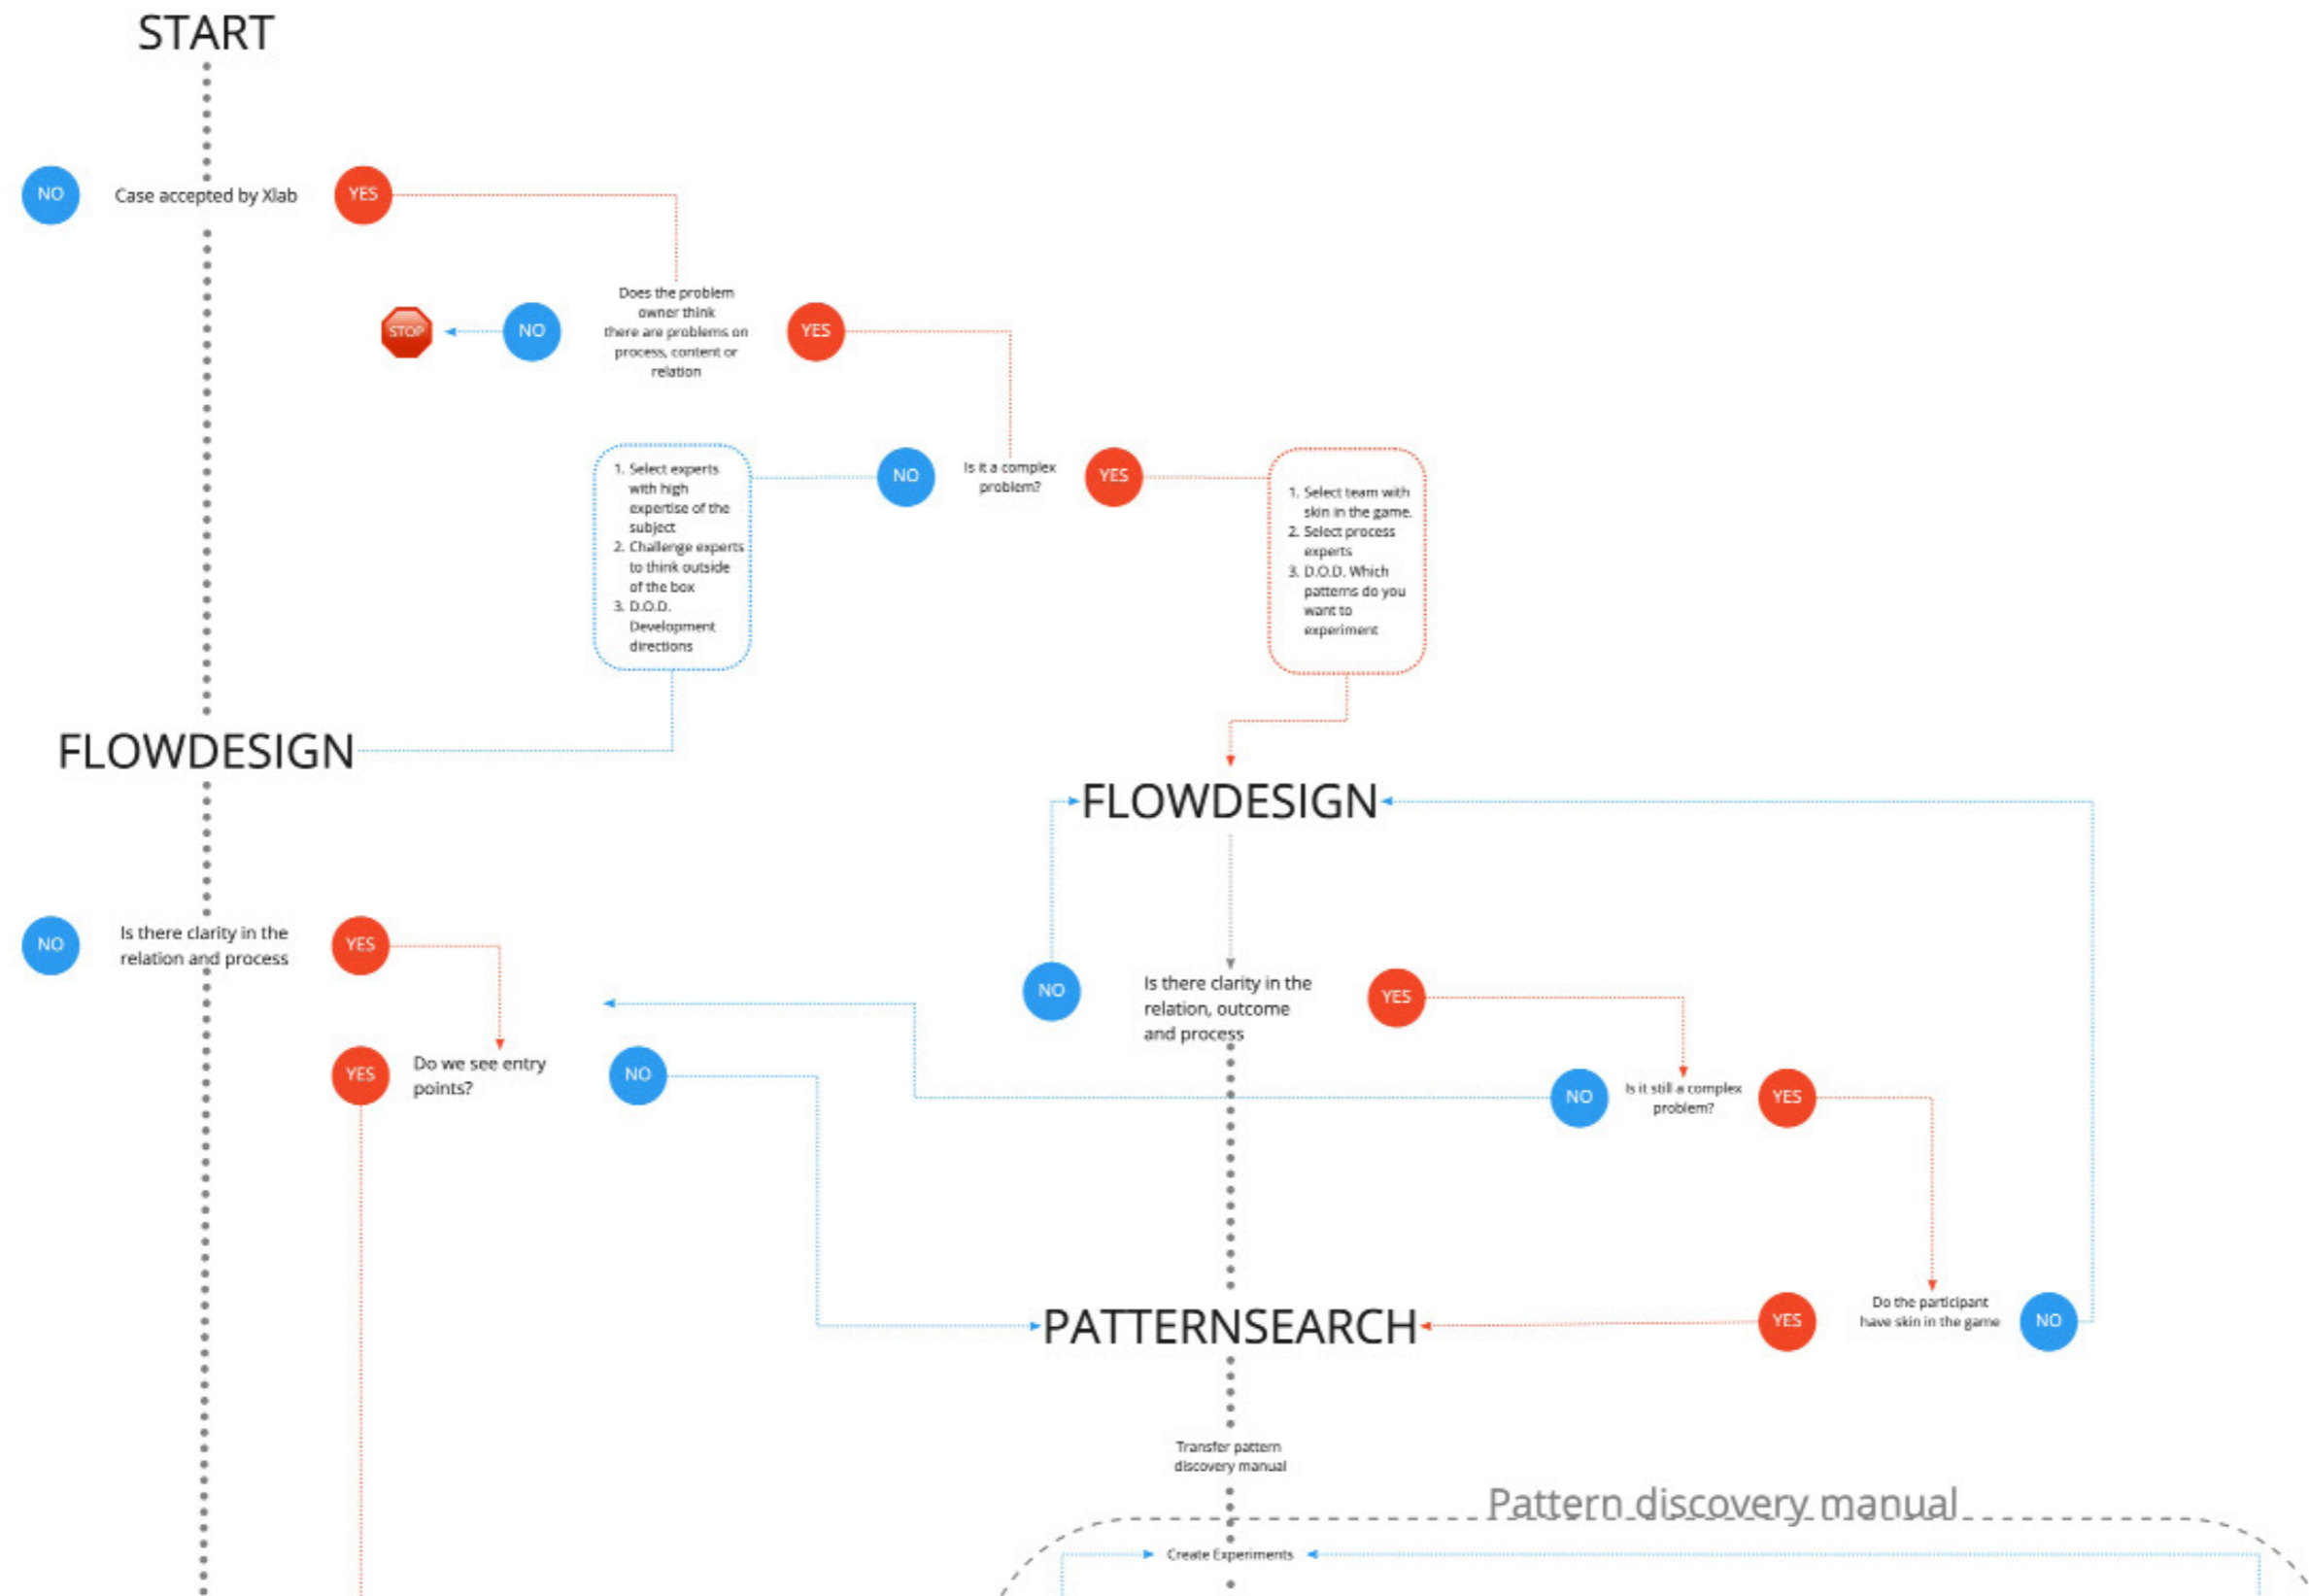 START
NO
Case accepted by Xlab
YES
Does the problem
owner think
there are problems on
process, content or
relation
STOP
NO
YES
1. Select experts
with high
expertise of the
subject
2. Challenge experts
to think outside
of the box
3. D.O.D.
Development
directions
NO
Is it a complex
problem?
YES
1. Select team with
skin in the game.
2. Select process
experts
3. D.O.D. Which
patterns do you
want to
experiment
FLOWDESIGN
FLOWDESIGN
NO
Is there clarity in the
relation and process
YES
NO
Is there clarity in the
relation, outcome
and process
YES
YES
Do we see entry
points?
NO
NO
Is it still a complex
problem?
YES
PATTERNSEARCH
YES
Do the participant
have skin in the game
NO
Transfer pattern
discovery manual
Pattern discovery manual
Create Experiments